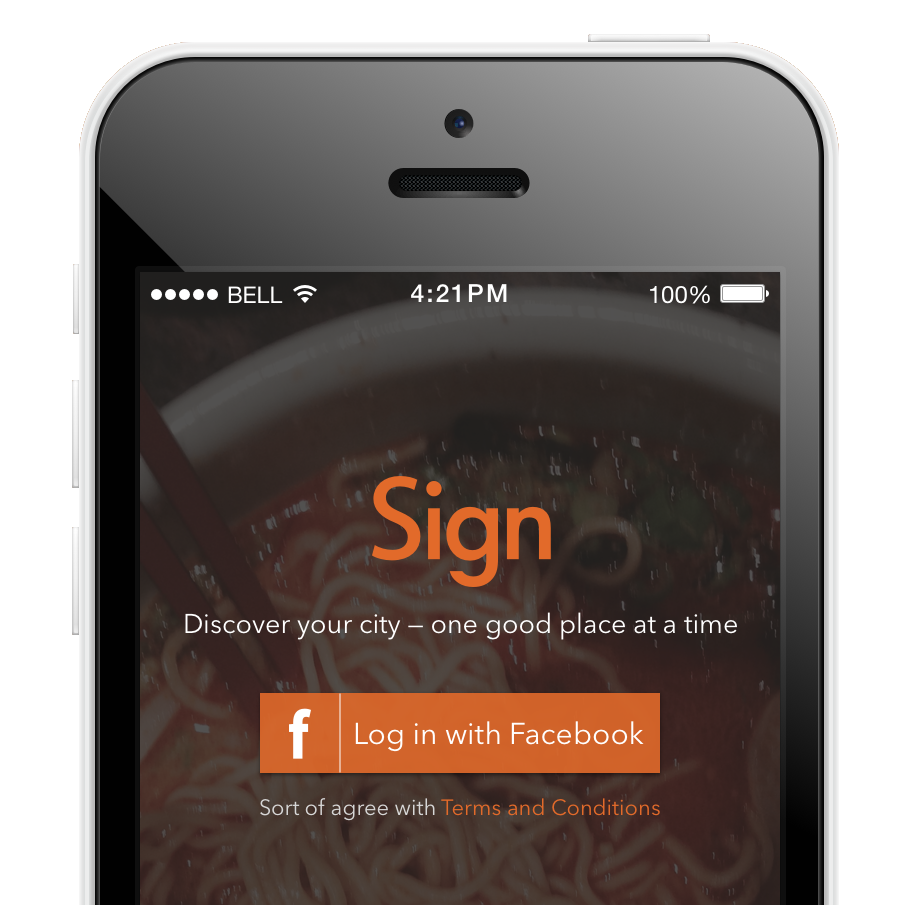 BELL 4:21PM 100%
Sign
Discover your city – one good place at a time
f Log in with Facebook
Sort of agree with Terms and Conditions